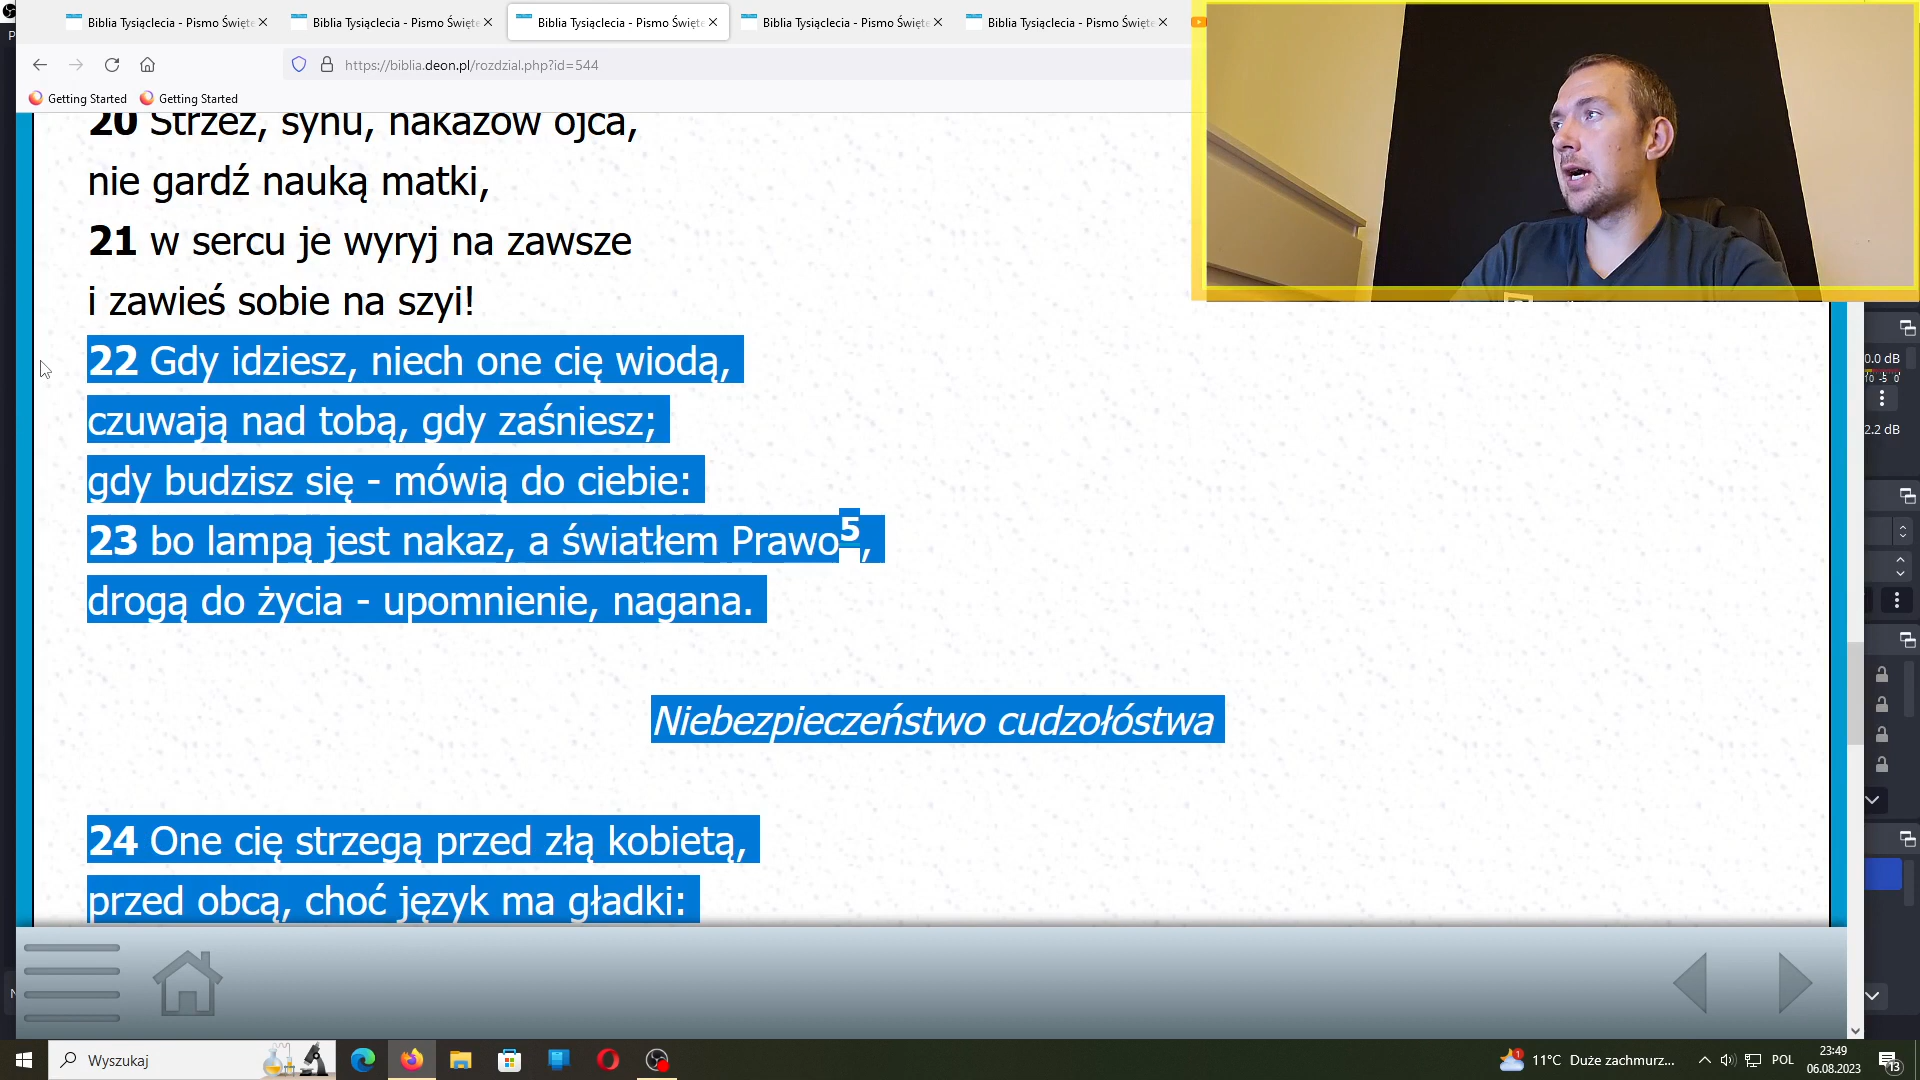 Biblia Tysiąclecia - Pismo Święte
Biblia Tysiąclecia - Pismo Święte
Biblia Tysiąclecia - Pismo Święte
Biblia Tysiąclecia - Pismo Święte
Biblia Tysiąclecia - Pismo Święte
https://biblia.deon.pl/rozdzial.php?id=544
Getting Started
Getting Started
20 Strzeż, synu, nakazów ojca,
nie gardź nauką matki,
21 w sercu je wyryj na zawsze
i zawieś sobie na szyi!
22 Gdy idziesz, niech one cię wiodą,
czuwają nad tobą, gdy zaśniesz;
gdy budzisz się - mówią do ciebie:
23 bo lampą jest nakaz, a światłem Prawo5,
drogą do życia - upomnienie, nagana.
Niebezpieczeństwo cudzołóstwa
24 One cię strzegą przed złą kobietą,
przed obcą, choć język ma gładki:
0.0 dB
10 -5 0
2.2 dB
Wyszukaj
1
11°C Duże zachmurz...
POL
23:49
06.08.2023
13